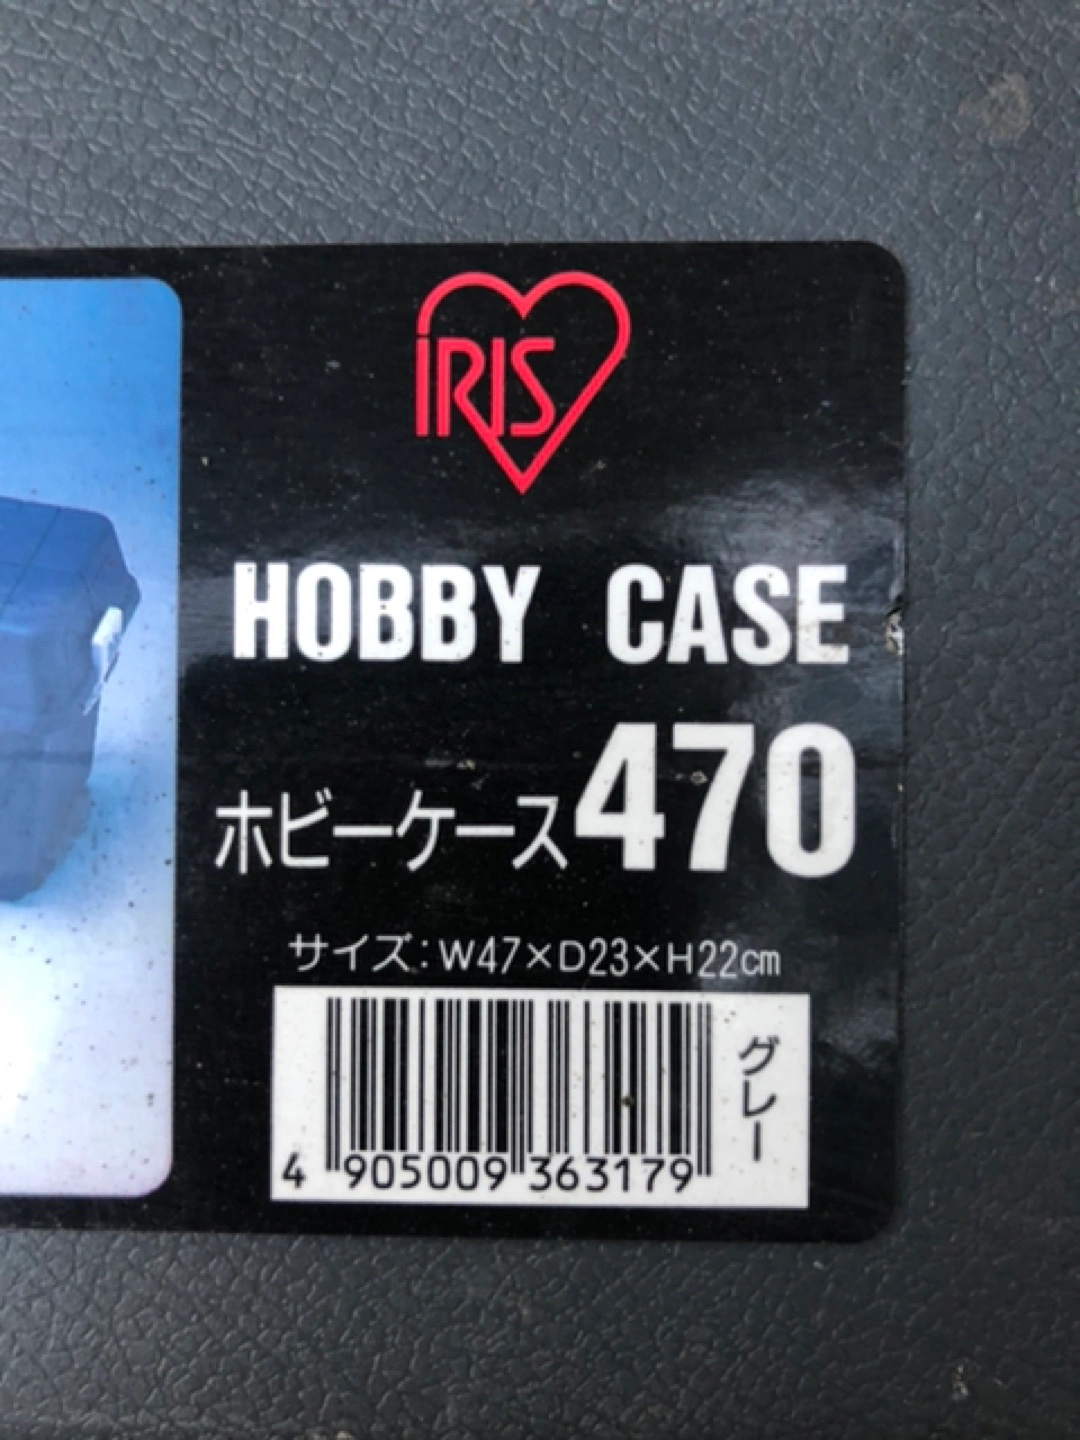 IRIS
HOBBY CASE
ホビーケース470
サイズ:W47×D23×H22cm
グレー
4 905009 363179